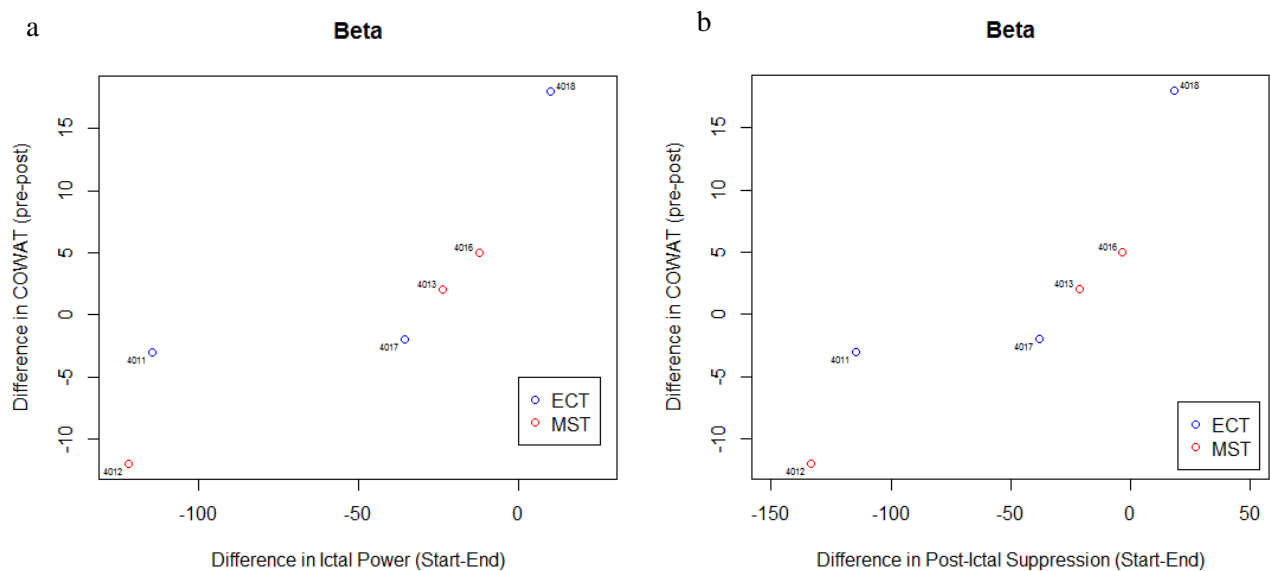 a
Beta
Difference in COWAT (pre-post)
15
10
5
0
-5
-10
4018
4016
4013
4017
4011
4012
ECT
MST
-100
-50
0
Difference in Ictal Power (Start-End)
b
Beta
Difference in COWAT (pre-post)
15
10
5
0
-5
-10
4018
4016
4013
4017
4011
4012
ECT
MST
-150
-100
-50
0
50
Difference in Post-Ictal Suppression (Start-End)